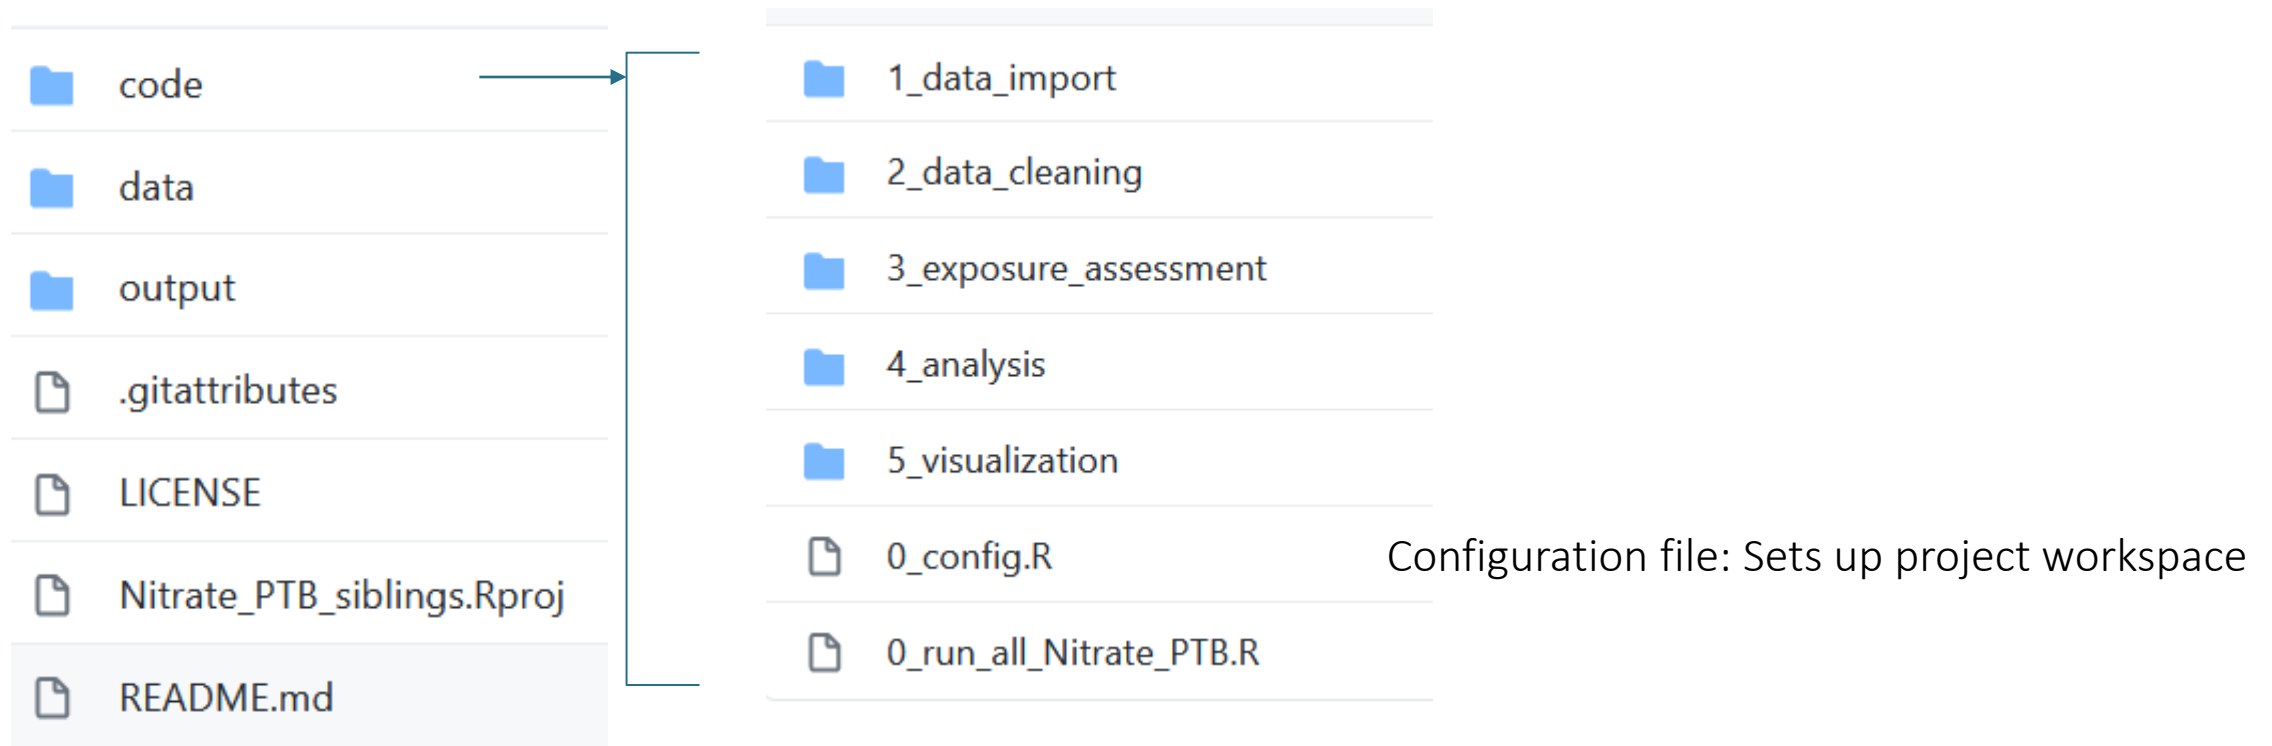 code
data
output
.gitattributes
LICENSE
Nitrate_PTB_siblings.Rproj
README.md
1_data_import
2_data_cleaning
3_exposure_assessment
4_analysis
5_visualization
0_config.R
0_run_all_Nitrate_PTB.R
Configuration file: Sets up project workspace